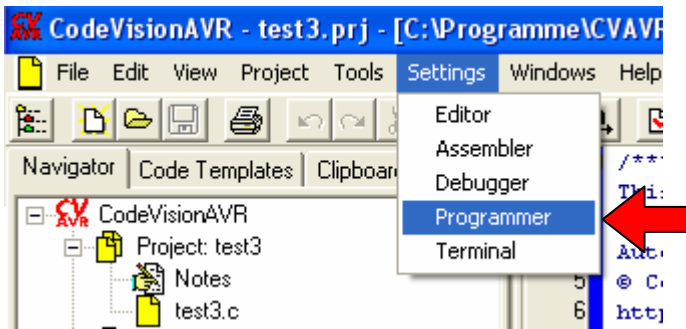 CodeVisionAVR - test3.prj - [C:\Programme\CVAVR
File Edit View Project Tools Settings Windows Help
Editor
Assembler
Debugger
Programmer
Terminal
Navigator Code Templates
CodeVisionAVR
Project: test3
Notes
test3.c
/**
5 ©
6